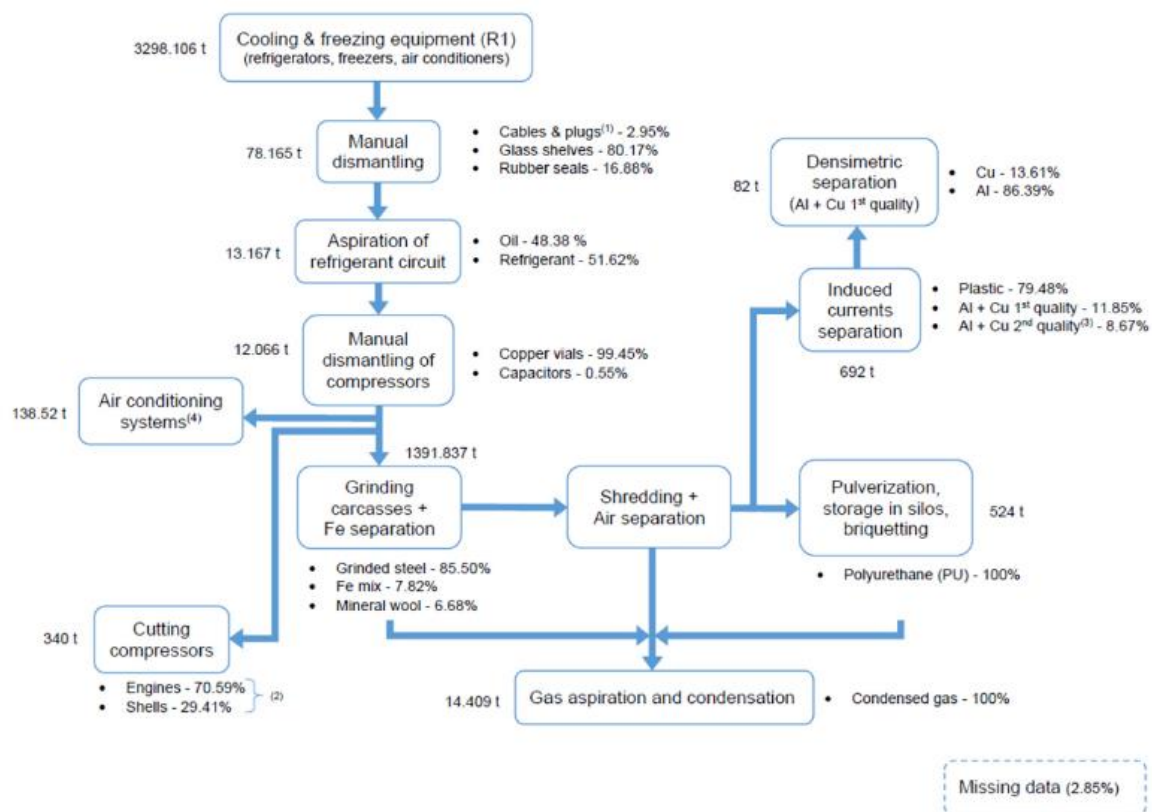 3298.106 t
Cooling & freezing equipment (R1)
(refrigerators, freezers, air conditioners)
78.165 t
Manual
dismantling
• Cables & plugs(1) - 2.95%
• Glass shelves - 80.17%
• Rubber seals - 16.88%
13.167 t
Aspiration of
refrigerant circuit
• Oil - 48.38 %
• Refrigerant - 51.62%
12.066 t
Manual
dismantling of
compressors
• Copper vials - 99.45%
• Capacitors - 0.55%
82 t
Densimetric
separation
(Al + Cu 1st quality)
• Cu - 13.61%
• Al - 86.39%
Induced
currents
separation
692 t
• Plastic - 79.48%
• Al + Cu 1st quality - 11.85%
• Al + Cu 2nd quality(3) - 8.67%
138.52 t
Air conditioning
systems(4)
1391.837 t
Grinding
carcasses +
Fe separation
• Grinded steel - 85.50%
• Fe mix - 7.82%
• Mineral wool - 6.68%
Shredding +
Air separation
Pulverization,
storage in silos,
briquetting
524 t
• Polyurethane (PU) - 100%
340 t
Cutting
compressors
• Engines - 70.59%
• Shells - 29.41%
(2)
14.409 t
Gas aspiration and condensation
• Condensed gas - 100%
Missing data (2.85%)